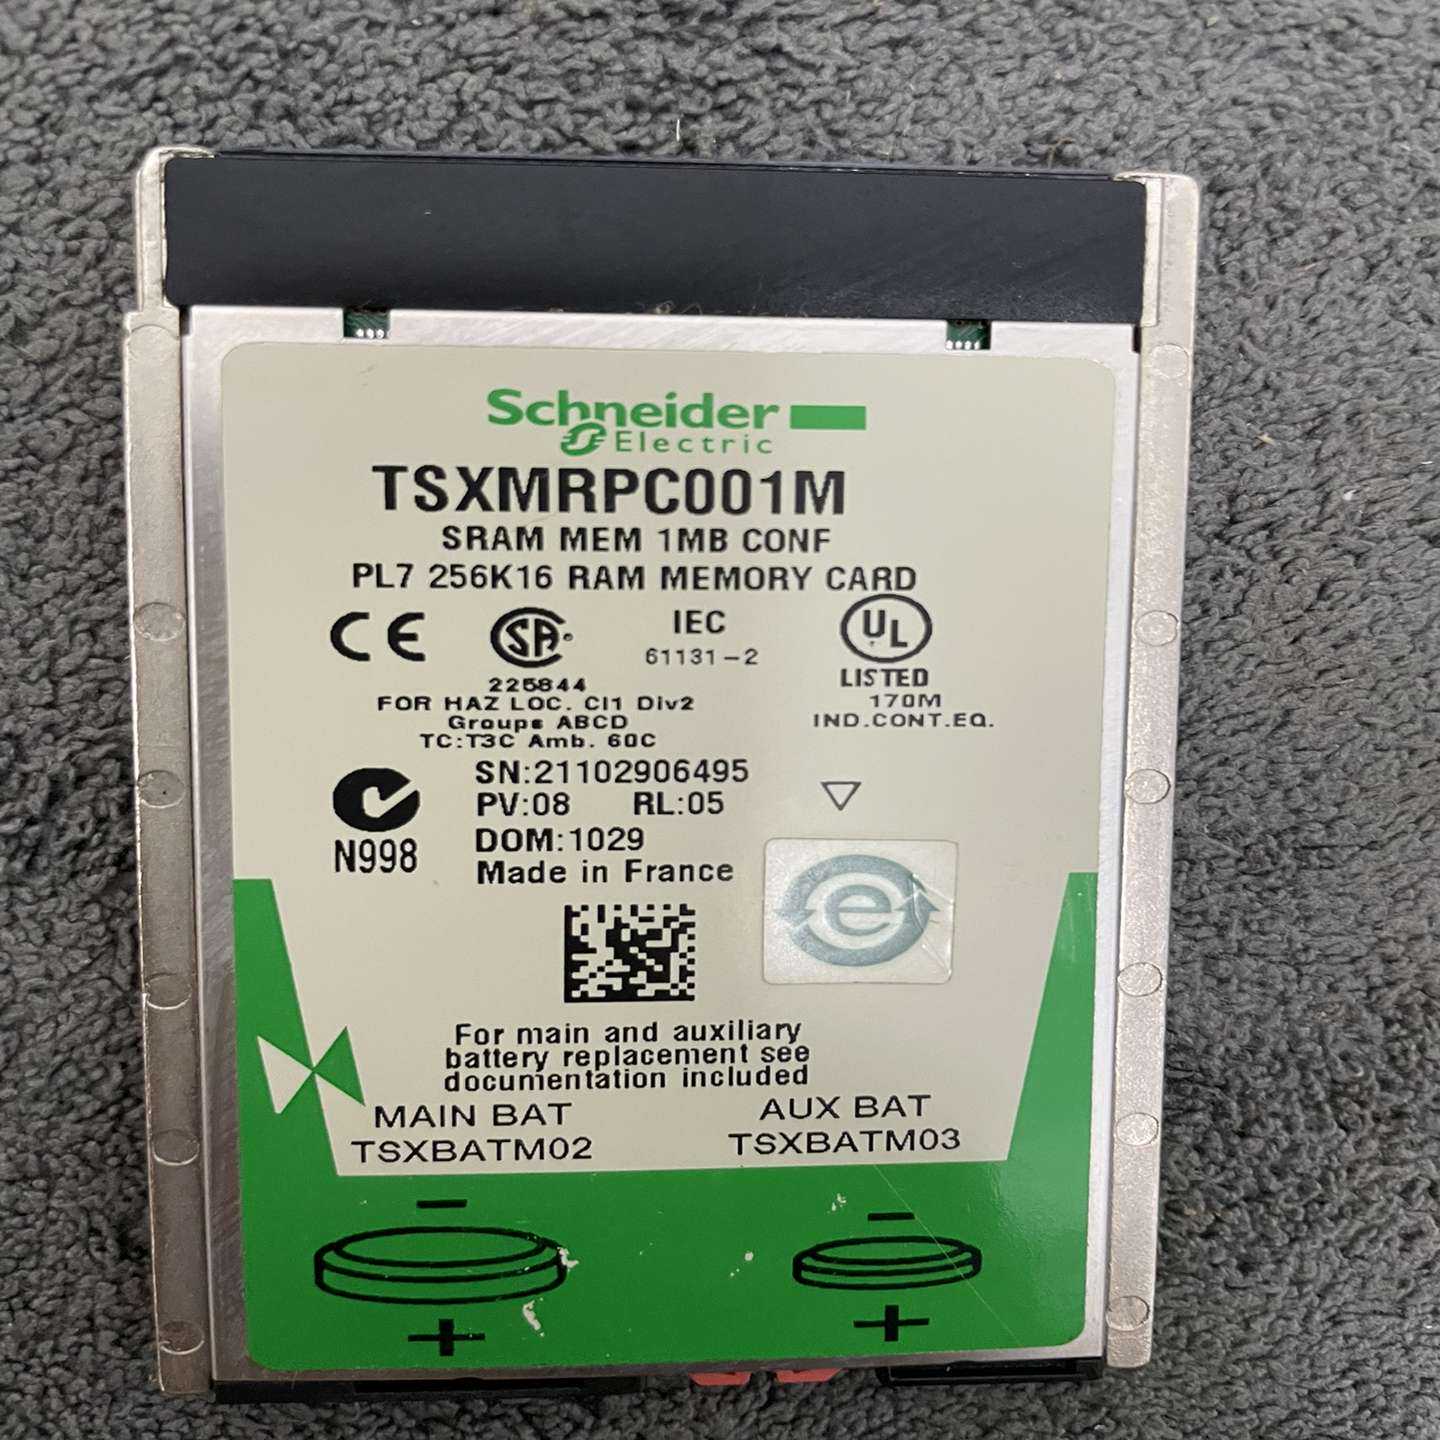 Schneider
Electric
TSXMRPC001M
SRAM MEM 1MB CONF
PL7 256K16 RAM MEMORY CARD
CE SA IEC UL
61131-2
LISTED
225844
170M
FOR HAZ LOC. Cl1 Div2
IND.CONT.EQ.
Groups ABCD
TC:T3C Amb. 60C
SN:21102906495
PV:08 RL:05
DOM:1029
N998
Made in France
e
For main and auxiliary
battery replacement see
documentation included
MAIN BAT AUX BAT
TSXBATM02 TSXBATM03
- -
+ +